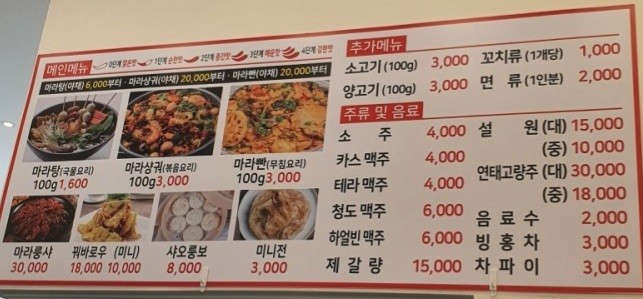 메인메뉴 0단계 맑은맛 1단계 순한맛 2단계 중간맛 3단계 매운맛 4단계 강한맛
마라탕(야채) 6,000부터 · 마라샹궈(야채) 20,000부터 · 마라빤(야채) 20,000부터
마라탕(국물요리)
100g 1,600
마라샹궈(볶음요리)
100g 3,000
마라빤(무침요리)
100g 3,000
마라룽샤
30,000
꿔바로우 (미니)
18,000 10,000
샤오롱보
8,000
미니전
3,000
추가메뉴
소고기 (100g) 3,000
양고기 (100g) 3,000
꼬치류 (1개당) 1,000
면 류 (1인분) 2,000
주류 및 음료
소 주 4,000
카스 맥주 4,000
테라 맥주 4,000
청도 맥주 6,000
하얼빈 맥주 6,000
제 갈 량 15,000
설 원 (대) 15,000
(중) 10,000
연태고량주 (대) 30,000
(중) 18,000
음 료 수 2,000
빙 홍 차 3,000
차 파 이 3,000